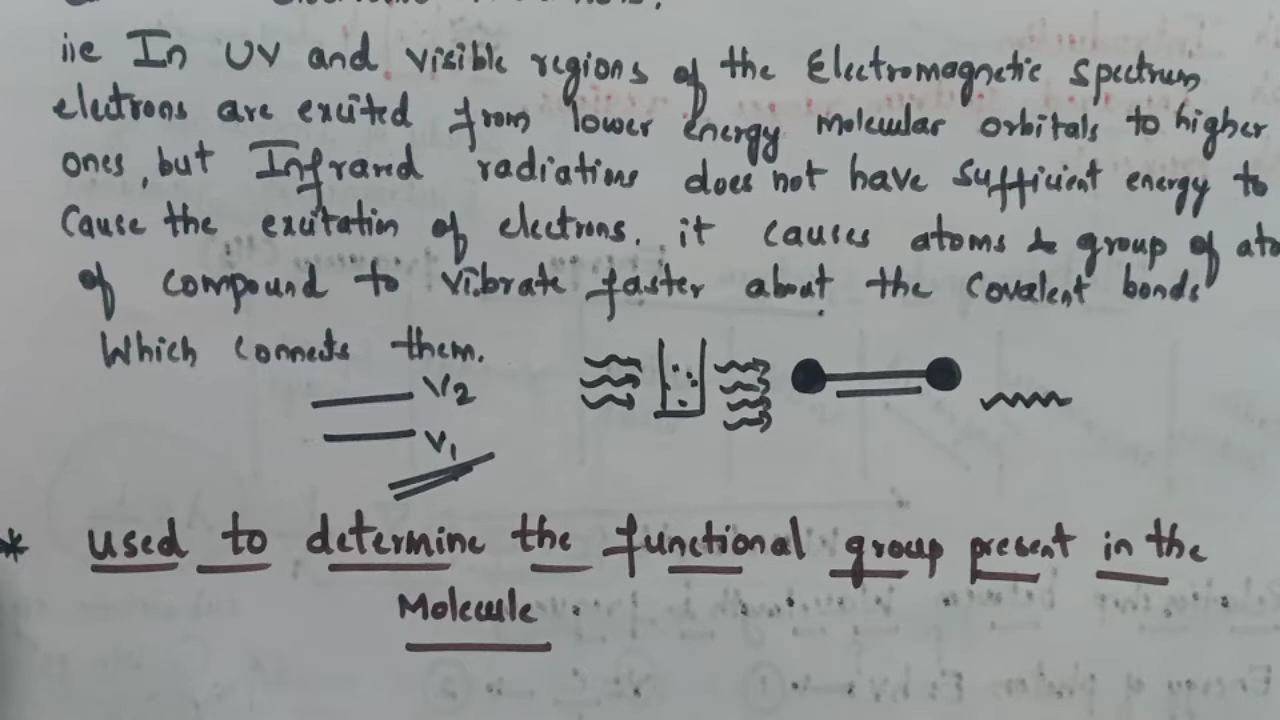 i.e In UV and visible regions of the Electromagnetic spectrum
electrons are excited from lower energy molecular orbitals to higher
ones, but Infrared radiations does not have sufficient energy to
cause the excitation of electrons. it causes atoms & group of ato
of compound to vibrate faster about the covalent bonds
which connects them.
V2
V1
* used to determine the functional group present in the
Molecule.